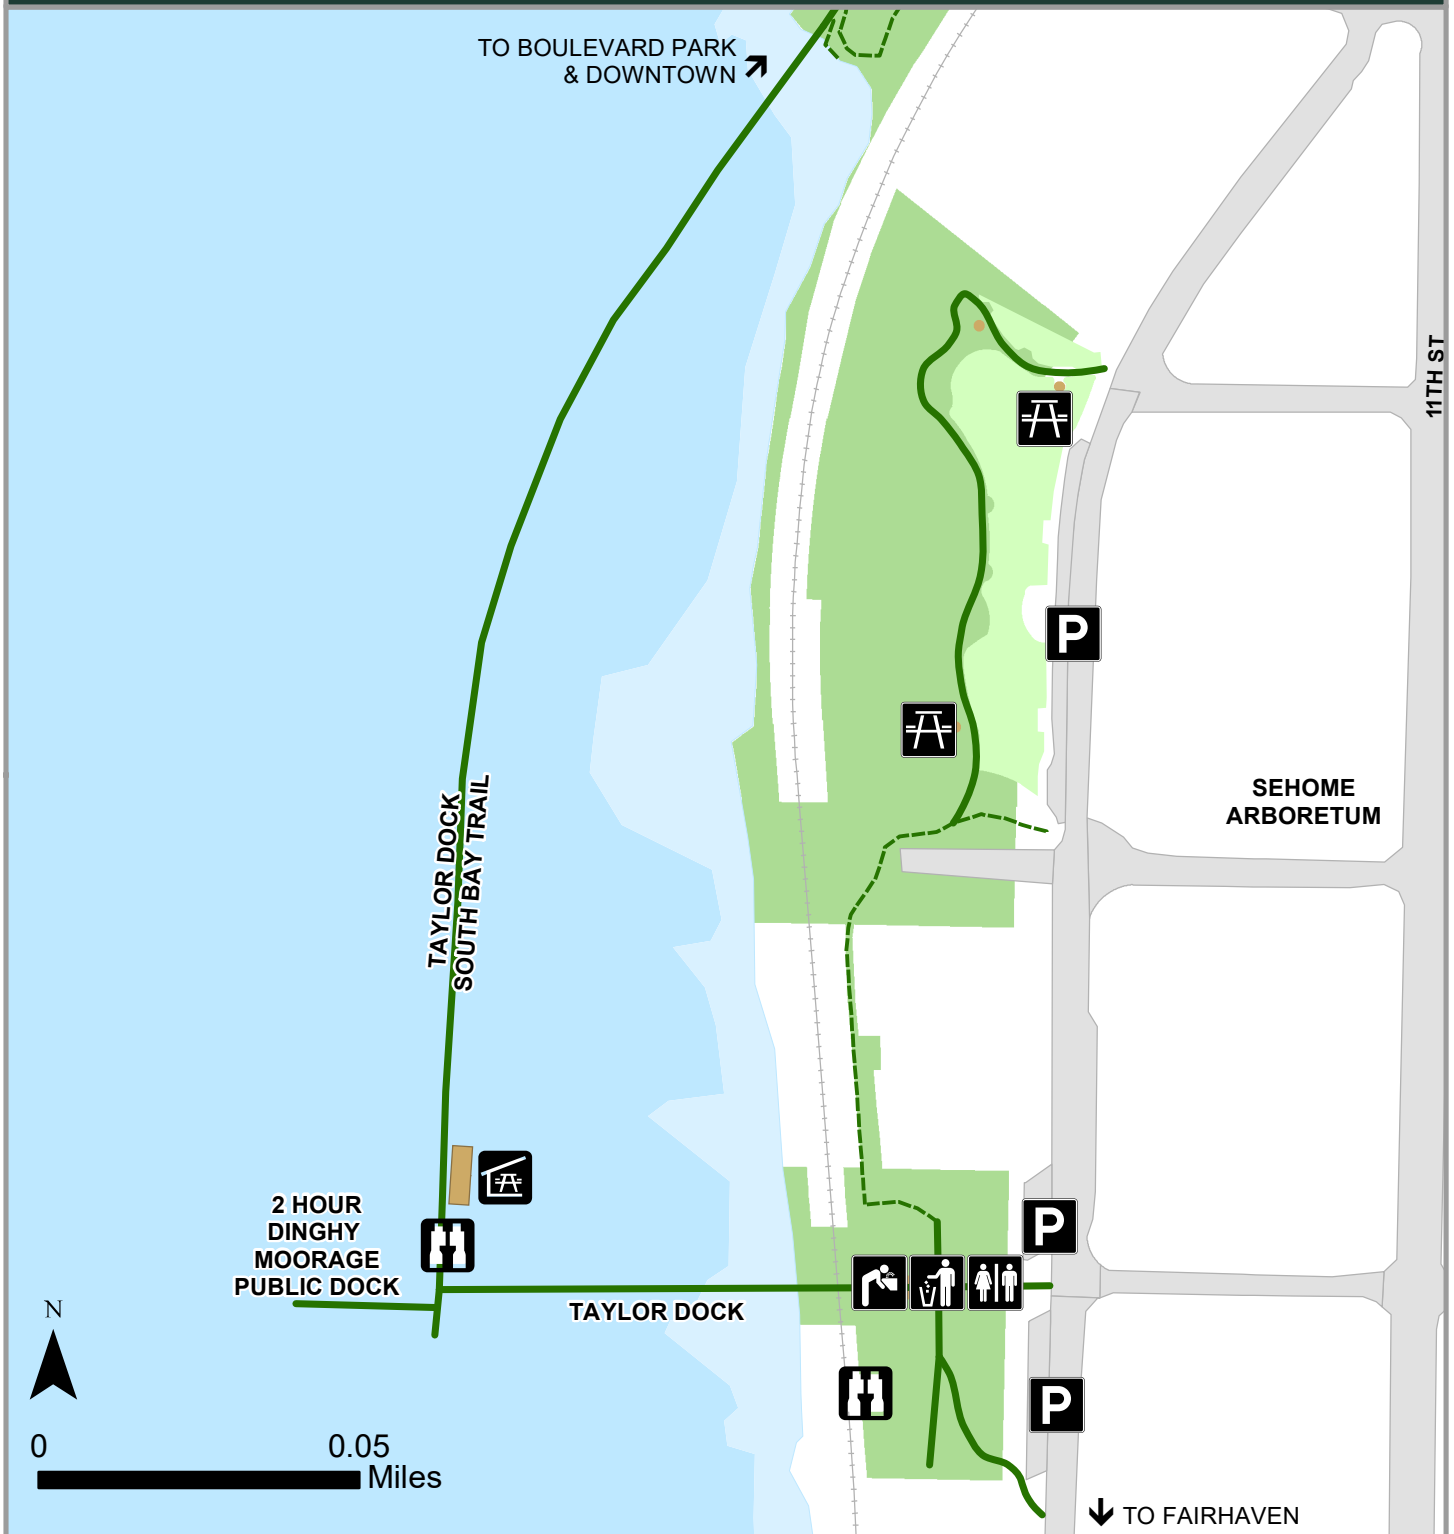 TO BOULEVARD PARK
& DOWNTOWN
11TH ST
P
SEHOME
ARBORETUM
TAYLOR DOCK
SOUTH BAY TRAIL
2 HOUR
DINGHY
MOORAGE
PUBLIC DOCK
P
TAYLOR DOCK
N
P
0 0.05
Miles
TO FAIRHAVEN